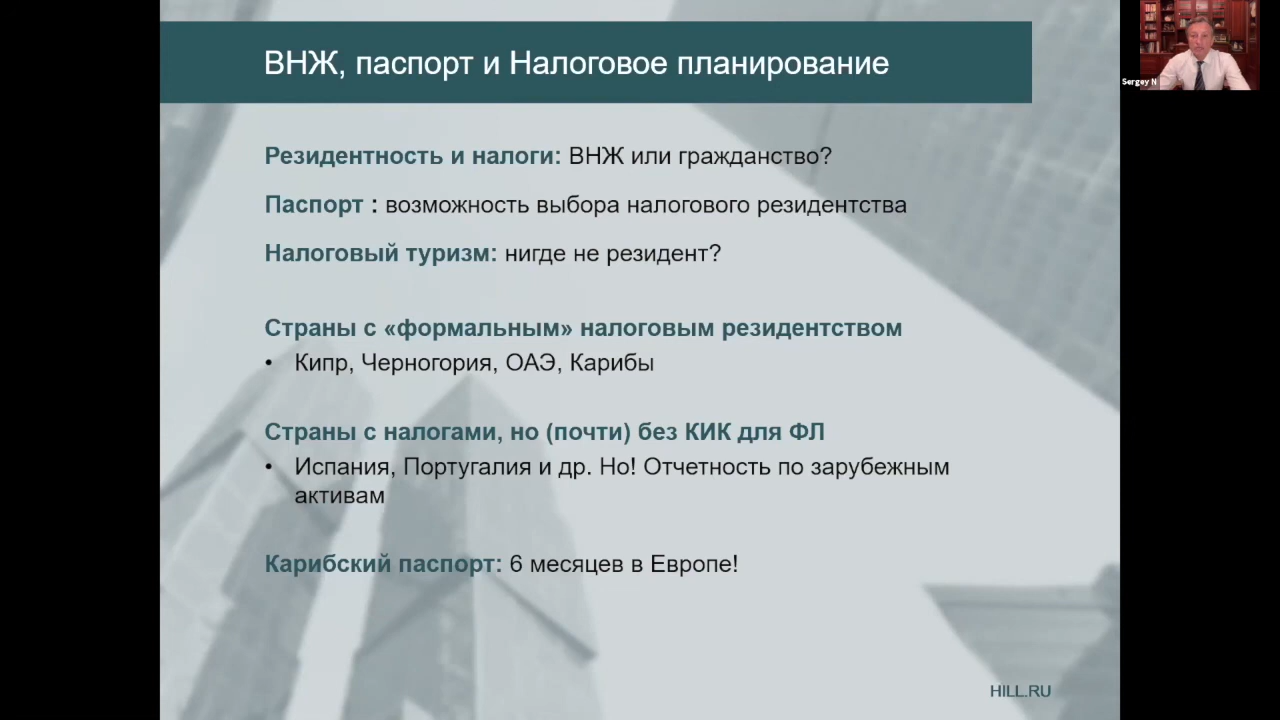 ВНЖ, паспорт и Налоговое планирование
Sergey N
Резидентность и налоги: ВНЖ или гражданство?
Паспорт : возможность выбора налогового резидентства
Налоговый туризм: нигде не резидент?
Страны с «формальным» налоговым резидентством
• Кипр, Черногория, ОАЭ, Карибы
Страны с налогами, но (почти) без КИК для ФЛ
• Испания, Португалия и др. Но! Отчетность по зарубежным
активам
Карибский паспорт: 6 месяцев в Европе!
HILL.RU